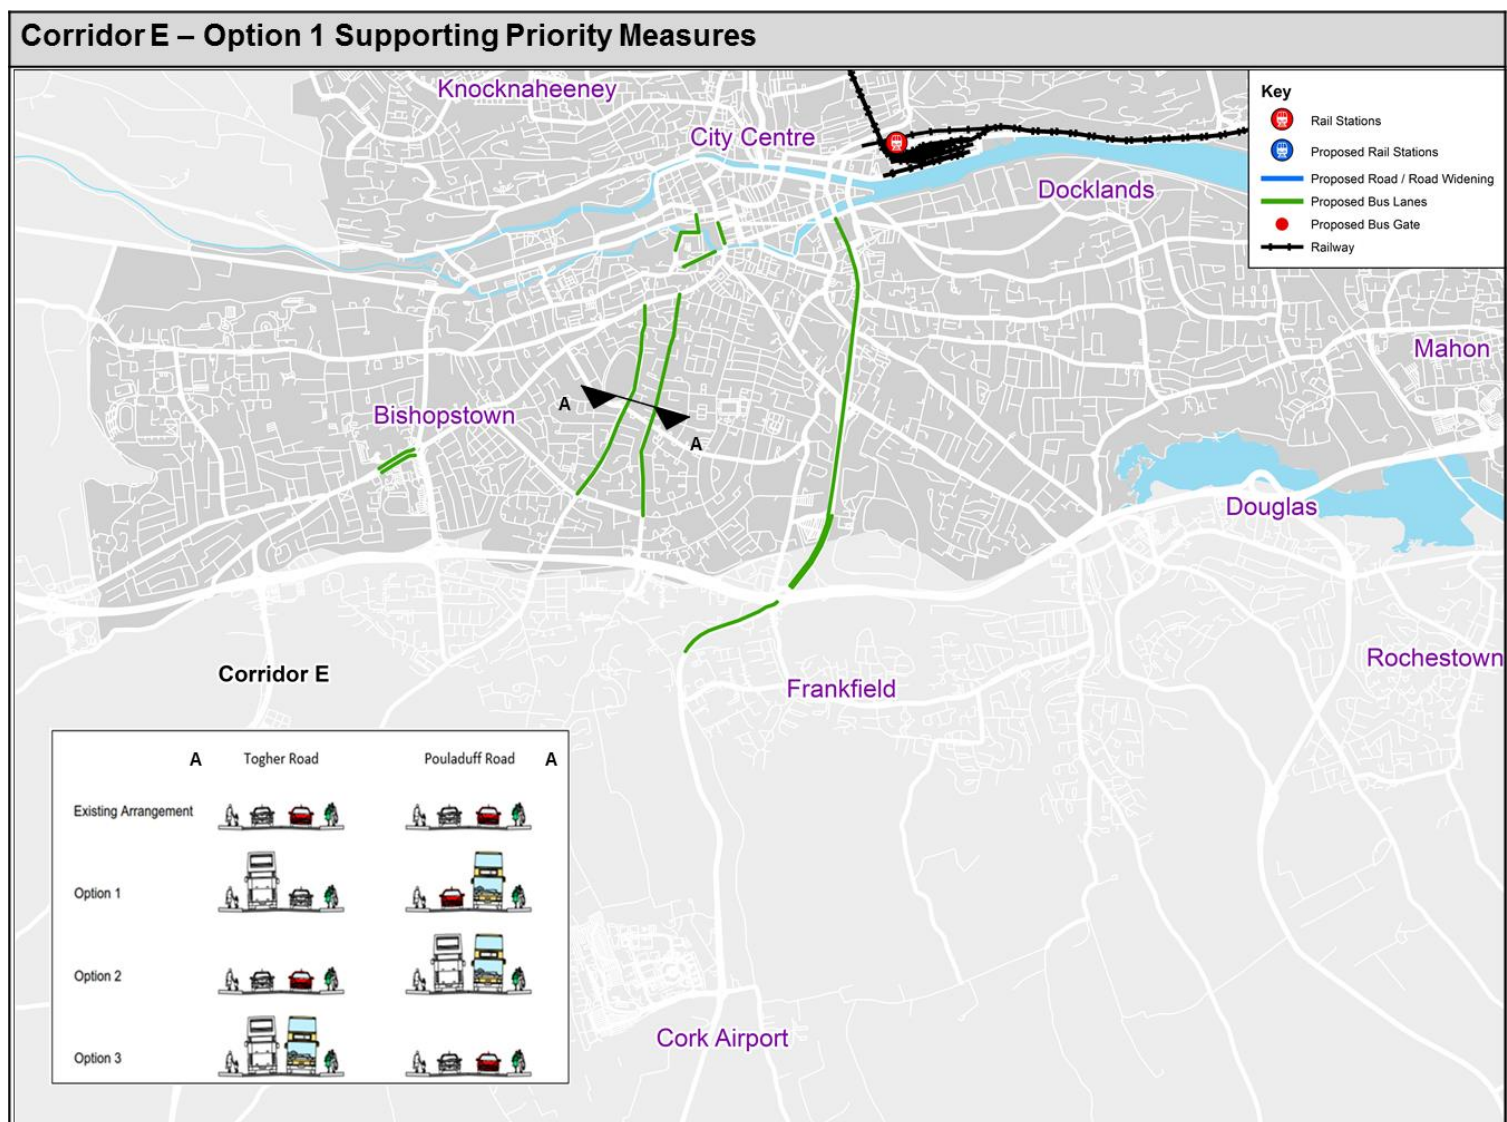 Corridor E – Option 1 Supporting Priority Measures
Knocknaheeney
City Centre
Docklands
Key
Rail Stations
Proposed Rail Stations
Proposed Road / Road Widening
Proposed Bus Lanes
Proposed Bus Gate
Railway
Mahon
Bishopstown
A
A
Douglas
Corridor E
Frankfield
Rochestown
A Togher Road Pouladuff Road A
Existing Arrangement
Option 1
Option 2
Option 3
Cork Airport